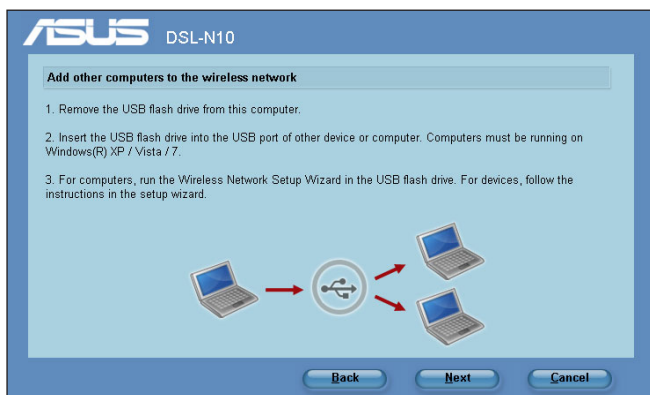 ASUS DSL-N10
Add other computers to the wireless network
1. Remove the USB flash drive from this computer.
2. Insert the USB flash drive into the USB port of other device or computer. Computers must be running on
Windows(R) XP / Vista / 7.
3. For computers, run the Wireless Network Setup Wizard in the USB flash drive. For devices, follow the
instructions in the setup wizard.
Back Next Cancel